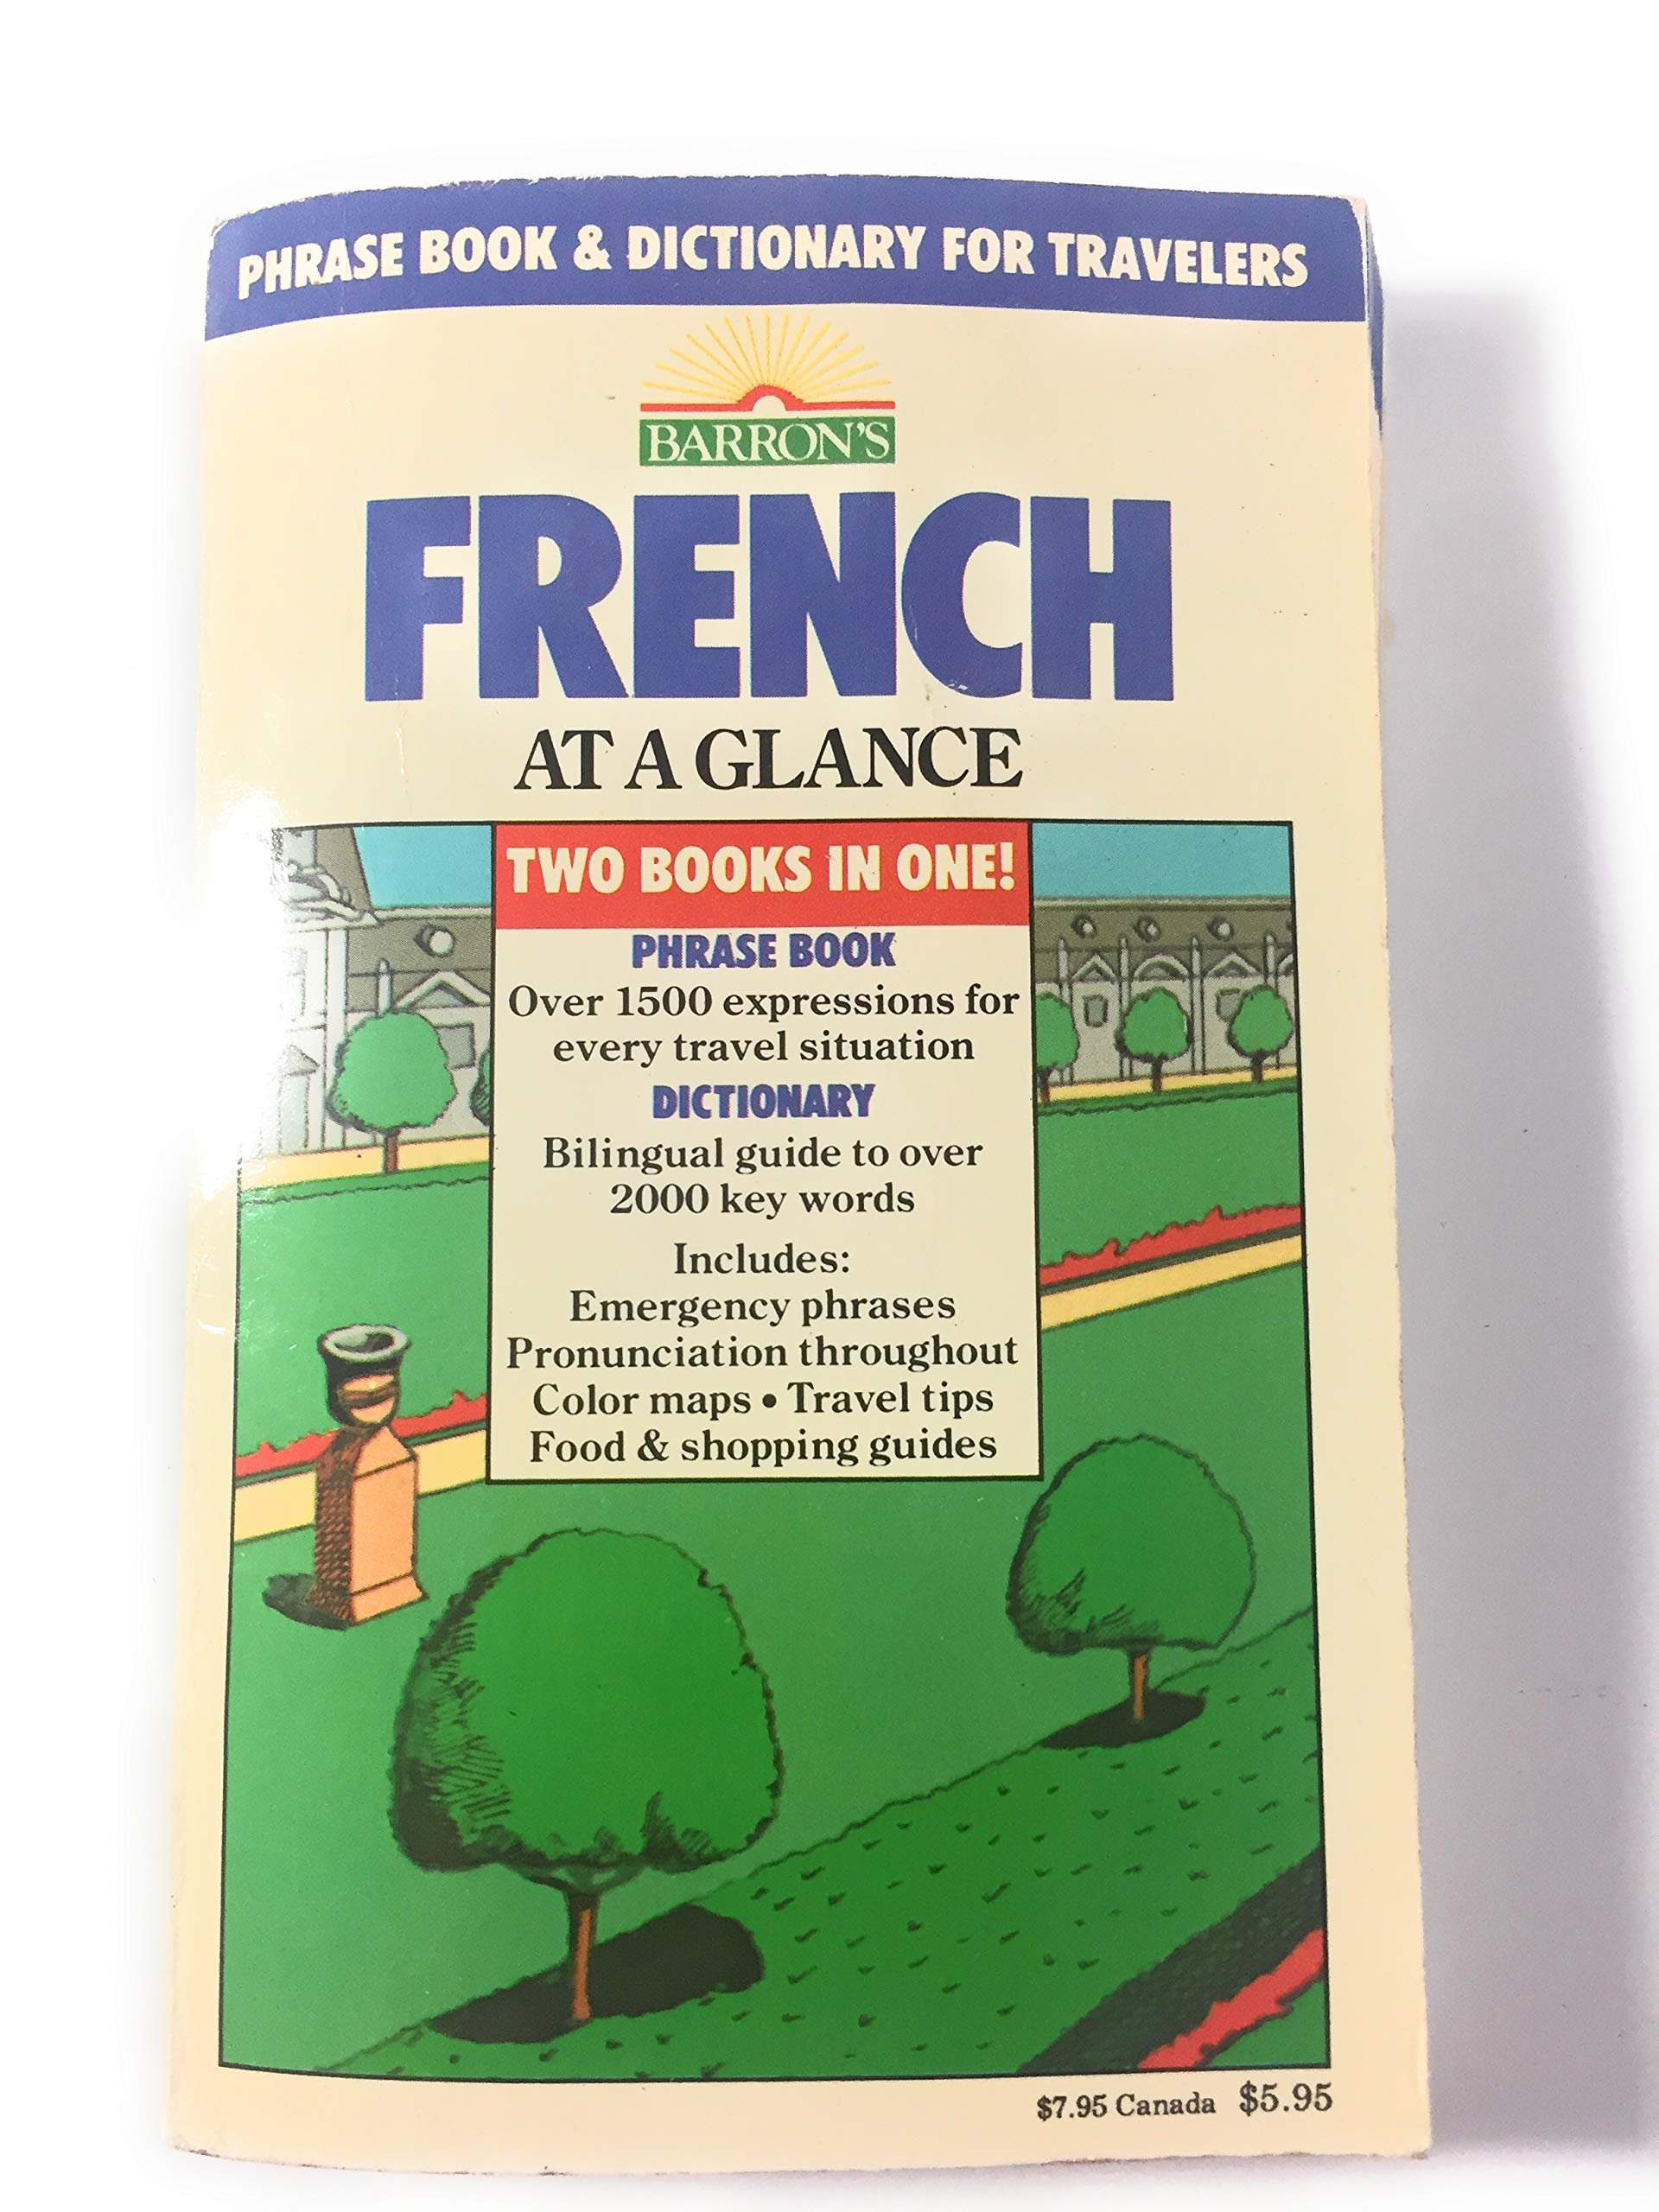 PHRASE BOOK & DICTIONARY FOR TRAVELERS
BARRON'S
FRENCH
AT A GLANCE
TWO BOOKS IN ONE!
PHRASE BOOK
Over 1500 expressions for
every travel situation
DICTIONARY
Bilingual guide to over
2000 key words
Includes:
Emergency phrases
Pronunciation throughout
Color maps • Travel tips
Food & shopping guides
$7.95 Canada $5.95